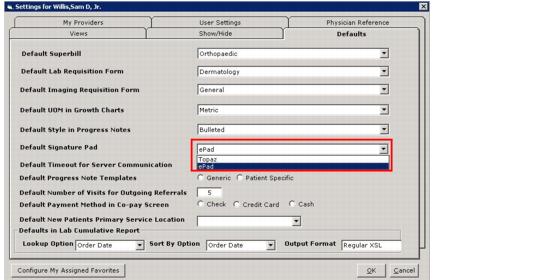 Settings for Willis,Sam D, Jr.
My Providers User Settings Physician Reference
Views Show/Hide Defaults
Default Superbill Orthopaedic
Default Lab Requisition Form Dermatology
Default Imaging Requisition Form General
Default UOM in Growth Charts Metric
Default Style in Progress Notes Bulleted
Default Signature Pad ePad
Topaz
Default Timeout for Server Communication ePad
Default Progress Note Templates Generic Patient Specific
Default Number of Visits for Outgoing Referrals 5
Default Payment Method in Co-pay Screen Check Credit Card Cash
Default New Patients Primary Service Location
Defaults in Lab Cumulative Report
Lookup Option Order Date Sort By Option Order Date Output Format Regular XSL
Configure My Assigned Favorites OK Cancel